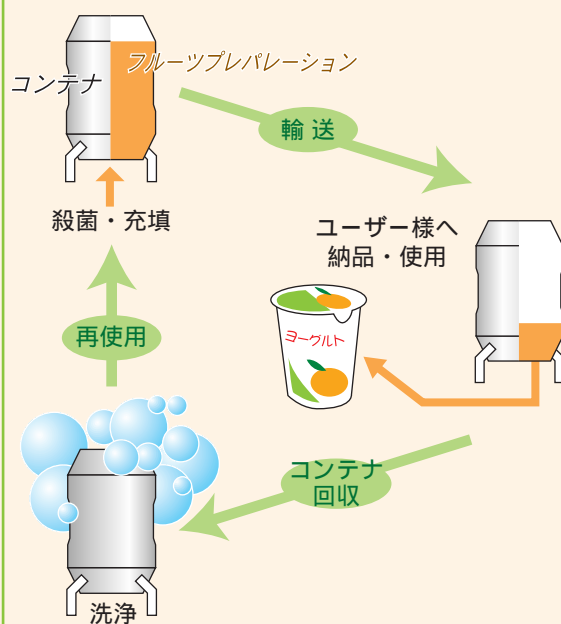 コンテナ
フルーツプレパレーション
輸送
殺菌・充填
ユーザー様へ
納品・使用
ヨーグルト
再使用
コンテナ
回収
洗浄